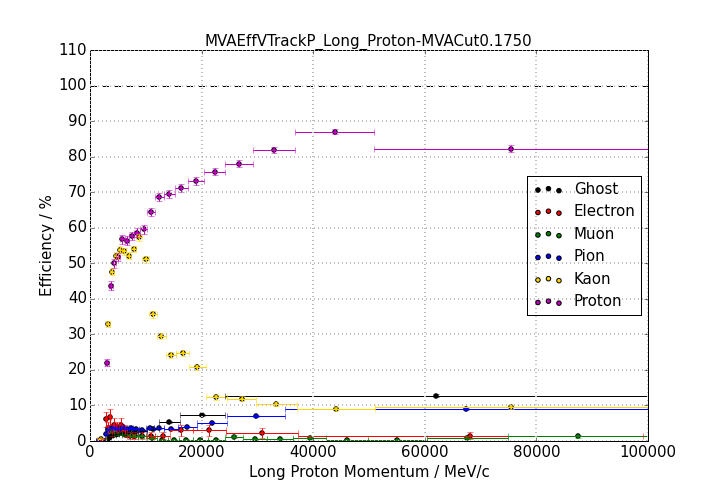 MVAEffVTrackP_Long_Proton-MVACut0.1750
110
100
90
80
70
60
50
40
30
20
10
0
Efficiency / %
Ghost
Electron
Muon
Pion
Kaon
Proton
0 20000 40000 60000 80000 100000
Long Proton Momentum / MeV/c